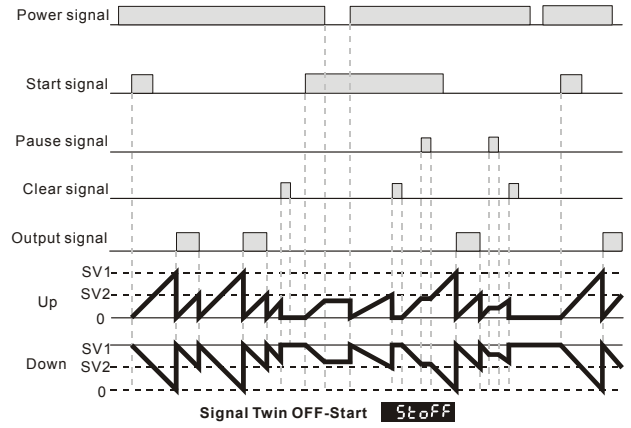 Power signal
Start signal
Pause signal
Clear signal
Output signal
SV1
SV2
Up
0
SV1
Down
SV2
0
Signal Twin OFF-Start StoFF